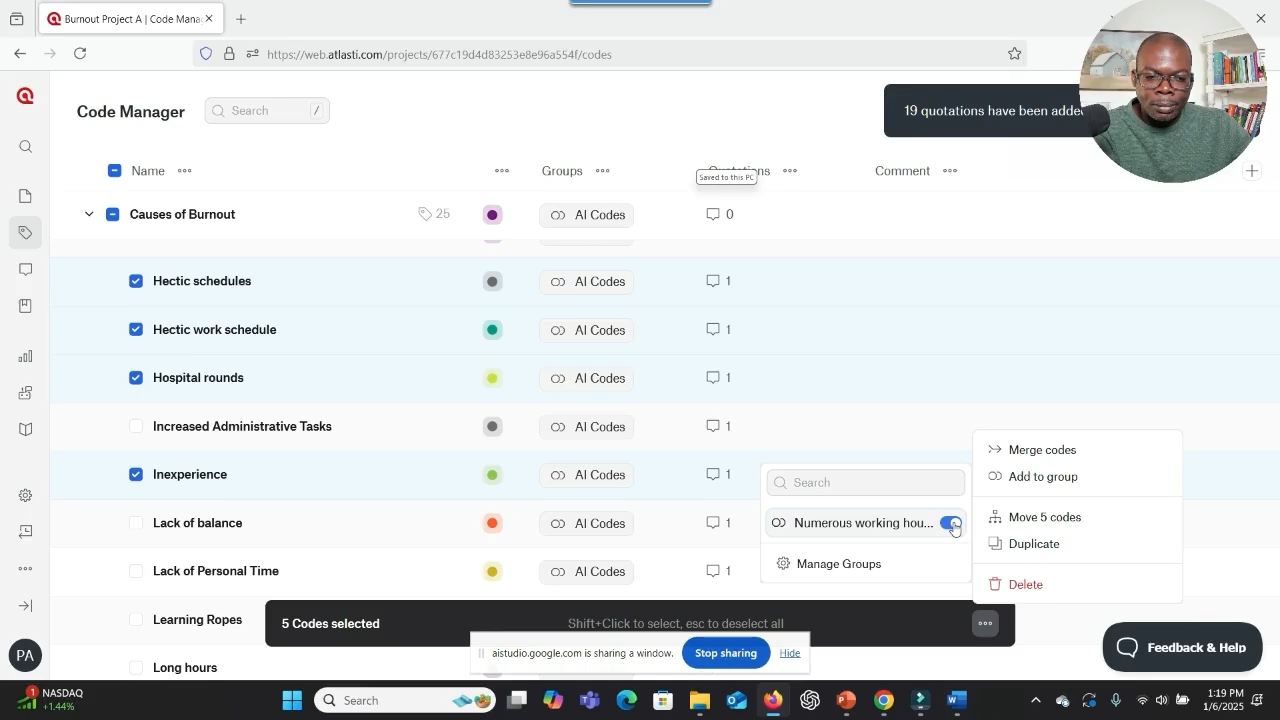 Burnout Project A | Code Mana
https://web.atlasti.com/projects/677c19d4d83253e8e96a554f/codes
Code Manager
Search
/
19 quotations have been adde
Name
Groups
Quotations
Comment
Saved to this PC
Causes of Burnout
25
AI Codes
0
Hectic schedules
AI Codes
1
Hectic work schedule
AI Codes
1
Hospital rounds
AI Codes
1
Increased Administrative Tasks
AI Codes
1
Merge codes
Inexperience
AI Codes
1
Search
Add to group
Lack of balance
AI Codes
1
Numerous working hou...
Move 5 codes
Duplicate
Lack of Personal Time
AI Codes
1
Manage Groups
Delete
Learning Ropes
5 Codes selected
Shift+Click to select, esc to deselect all
aistudio.google.com is sharing a window.
Stop sharing
Hide
Feedback & Help
PA
Long hours
1
NASDAQ
+1.44%
Search
1:19 PM
1/6/2025